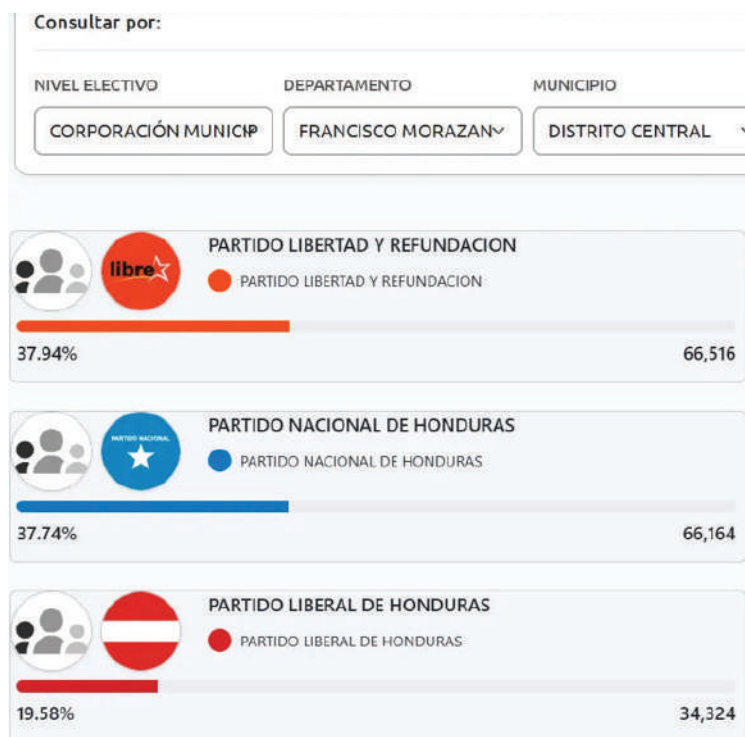 Consultar por:
NIVEL ELECTIVO DEPARTAMENTO MUNICIPIO
CORPORACIÓN MUNICIP FRANCISCO MORAZAN DISTRITO CENTRAL
PARTIDO LIBERTAD Y REFUNDACION
libre
PARTIDO LIBERTAD Y REFUNDACION
37.94% 66,516
PARTIDO NACIONAL DE HONDURAS
PARTIDO NACIONAL
PARTIDO NACIONAL DE HONDURAS
37.74% 66,164
PARTIDO LIBERAL DE HONDURAS
PARTIDO LIBERAL DE HONDURAS
19.58% 34,324